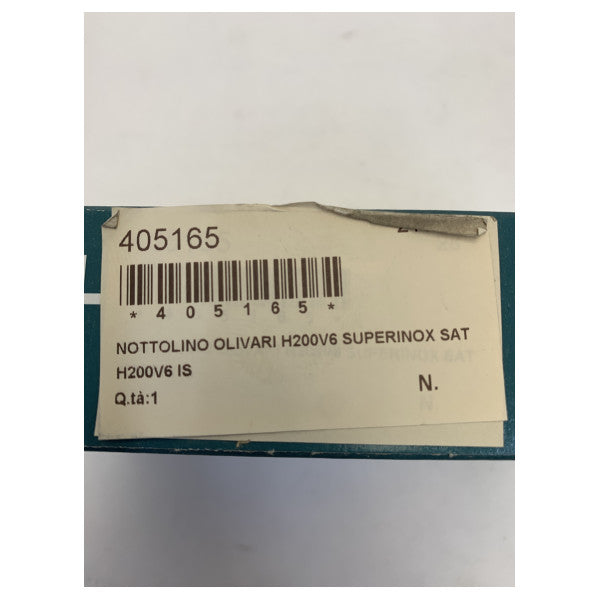 405165
*405165*
NOTTOLINO OLIVARI H200V6 SUPERINOX SAT
H200V6 IS
Q.tà:1
N.